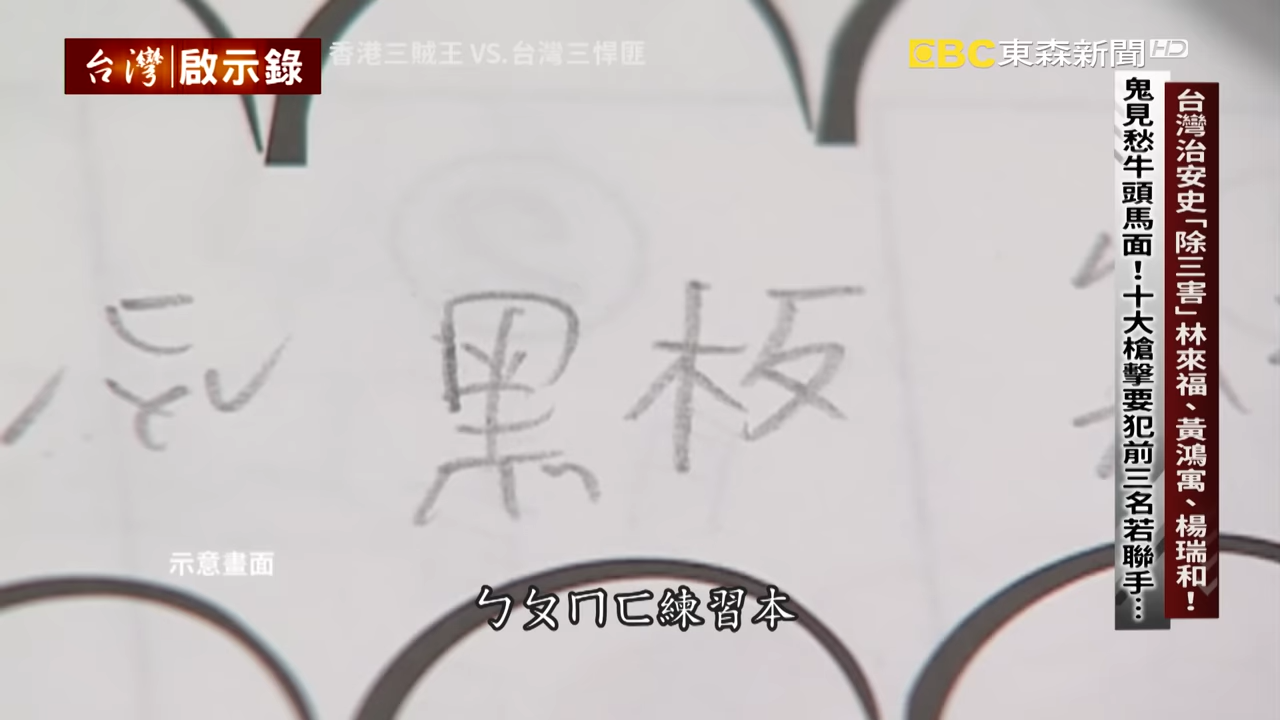 台灣啟示錄
香港三賊王 VS. 台灣三悍匪
EBC東森新聞HD
台灣治安史「除三害」林來福、黃鴻寓、楊瑞和！
鬼見愁牛頭馬面！十大槍擊要犯前三名若聯手…
黑板
示意畫面
ㄅㄆㄇㄈ練習本